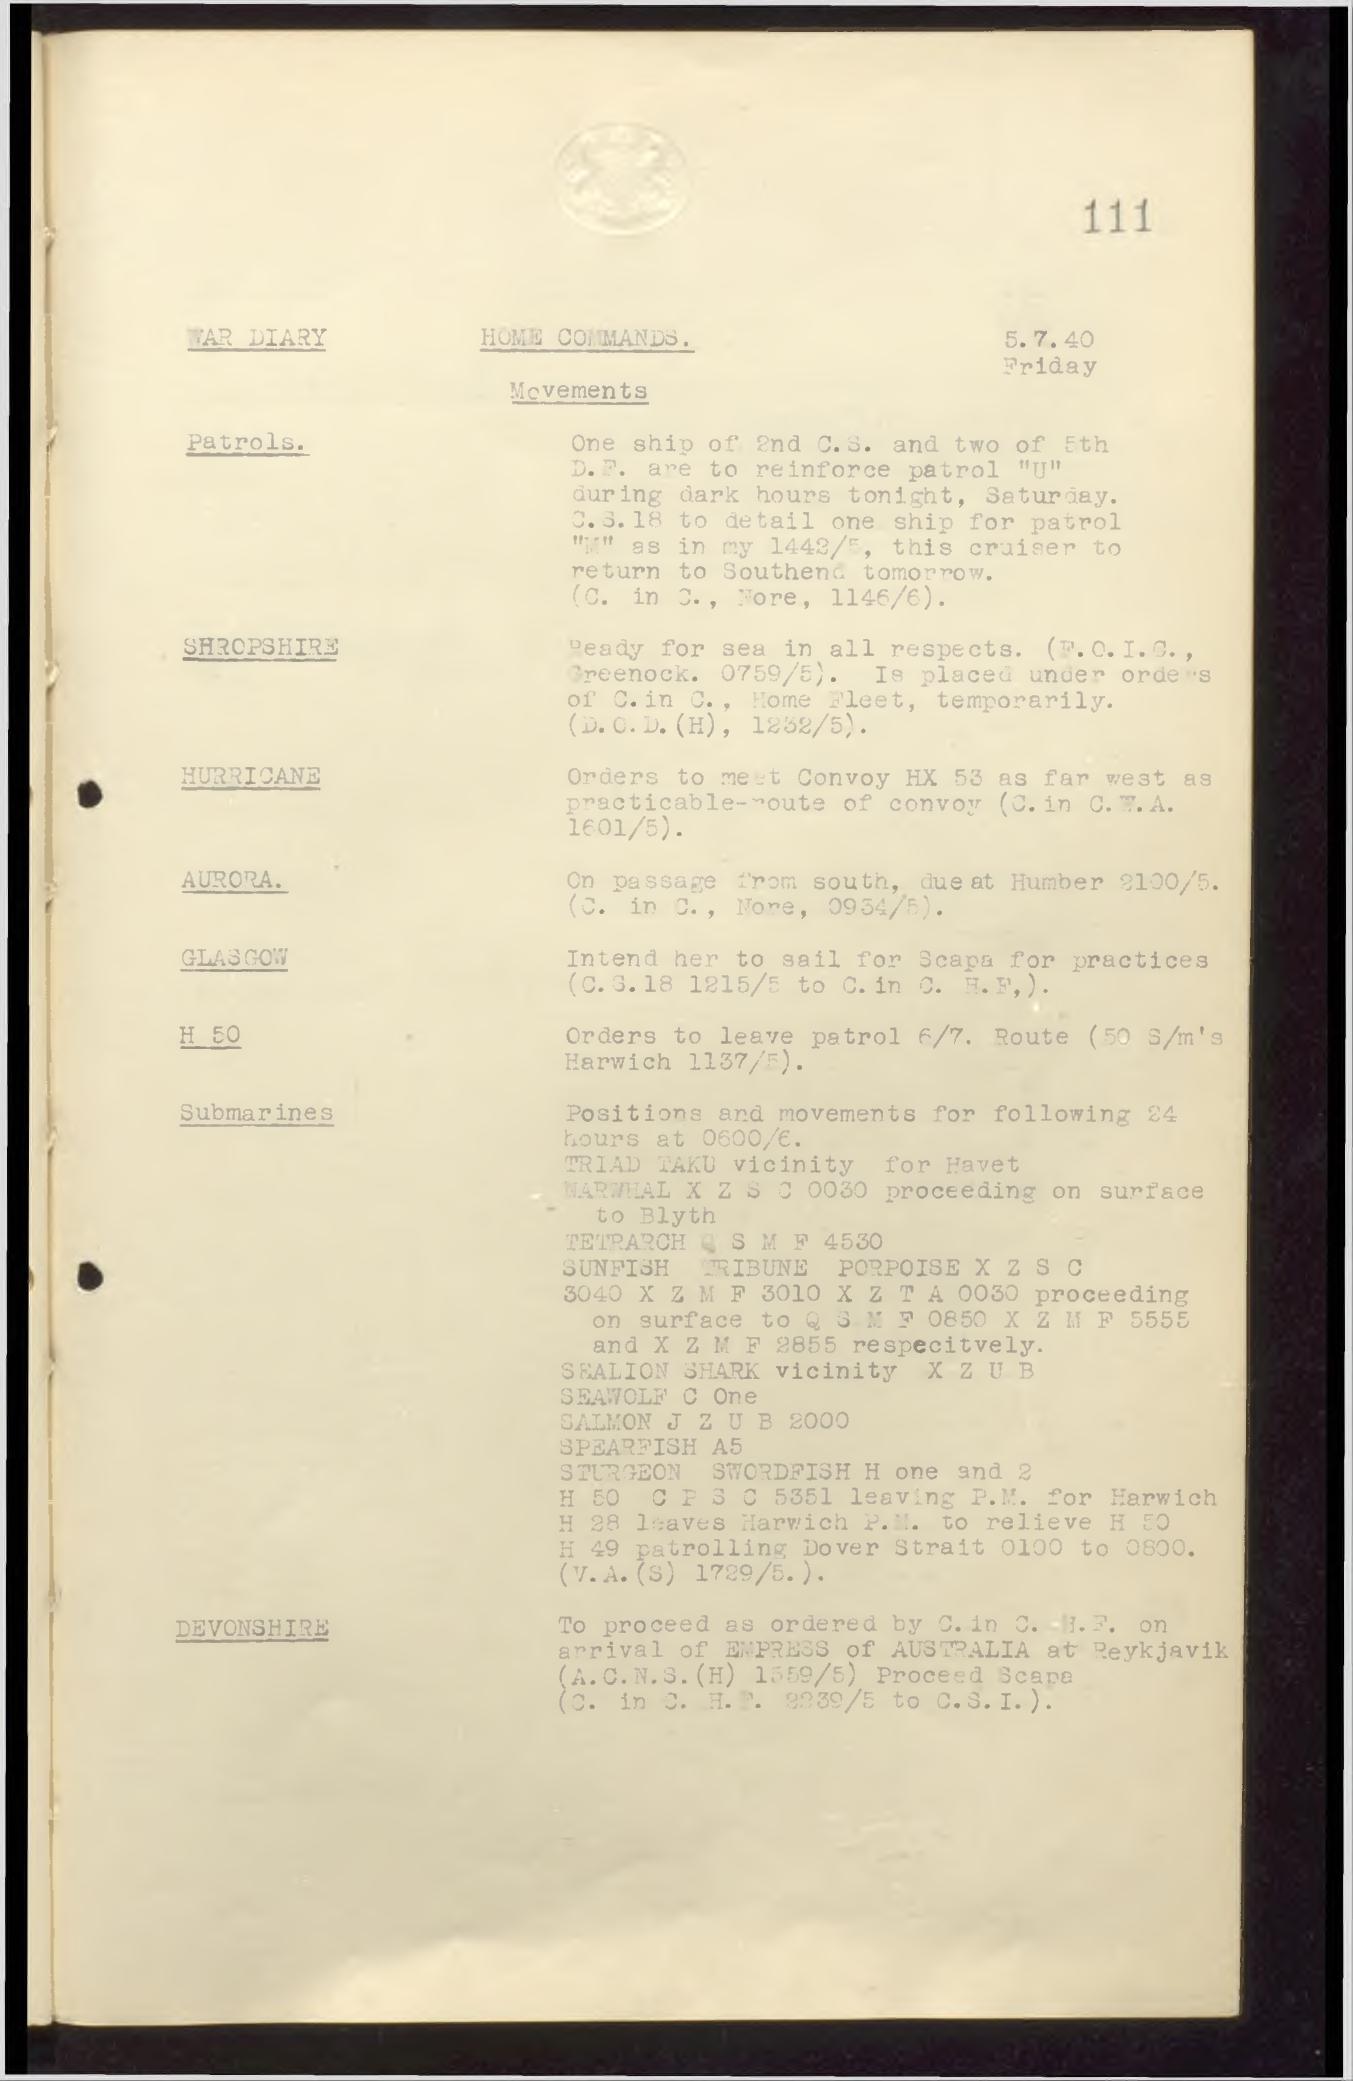 111
WAR DIARY HOME COMMANDS. 5.7.40
Friday
Movements
Patrols. One ship of 2nd C.S. and two of 5th
D.F. are to reinforce patrol "U"
during dark hours tonight, Saturday.
C.S.18 to detail one ship for patrol
"M" as in my 1442/5, this cruiser to
return to Southend tomorrow.
(C. in C., Nore, 1146/6).
SHROPSHIRE Ready for sea in all respects. (F.O.I.C.,
Greenock. 0759/5). Is placed under orders
of C.in C., Home Fleet, temporarily.
(D.O.D.(H), 1232/5).
HURRICANE Orders to meet Convoy HX 53 as far west as
practicable-route of convoy (C.in C.W.A.
1601/5).
AURORA. On passage from south, due at Humber 2100/5.
(C. in C., Nore, 0934/5).
GLASGOW Intend her to sail for Scapa for practices
(C.S.18 1215/5 to C.in C. H.F,).
H 50 Orders to leave patrol 6/7. Route (50 S/m's
Harwich 1137/5).
Submarines Positions and movements for following 24
hours at 0600/6.
TRIAD TAKU vicinity for Havet
NARWHAL X Z S C 0030 proceeding on surface
to Blyth
TETRARCH Q S M F 4530
SUNFISH TRIBUNE PORPOISE X Z S C
3040 X Z M F 3010 X Z T A 0030 proceeding
on surface to Q S M F 0850 X Z M F 5555
and X Z M F 2855 respecitvely.
SEALION SHARK vicinity X Z U B
SEAWOLF C One
SALMON J Z U B 2000
SPEARFISH A5
STURGEON SWORDFISH H one and 2
H 50 C P S C 5351 leaving P.M. for Harwich
H 28 leaves Harwich P.M. to relieve H 50
H 49 patrolling Dover Strait 0100 to 0800.
(V.A.(S) 1729/5.).
DEVONSHIRE To proceed as ordered by C.in C. H.F. on
arrival of EMPRESS of AUSTRALIA at Reykjavik
(A.C.N.S.(H) 1559/5) Proceed Scapa
(C. in C. H.F. 2239/5 to C.S.I.).